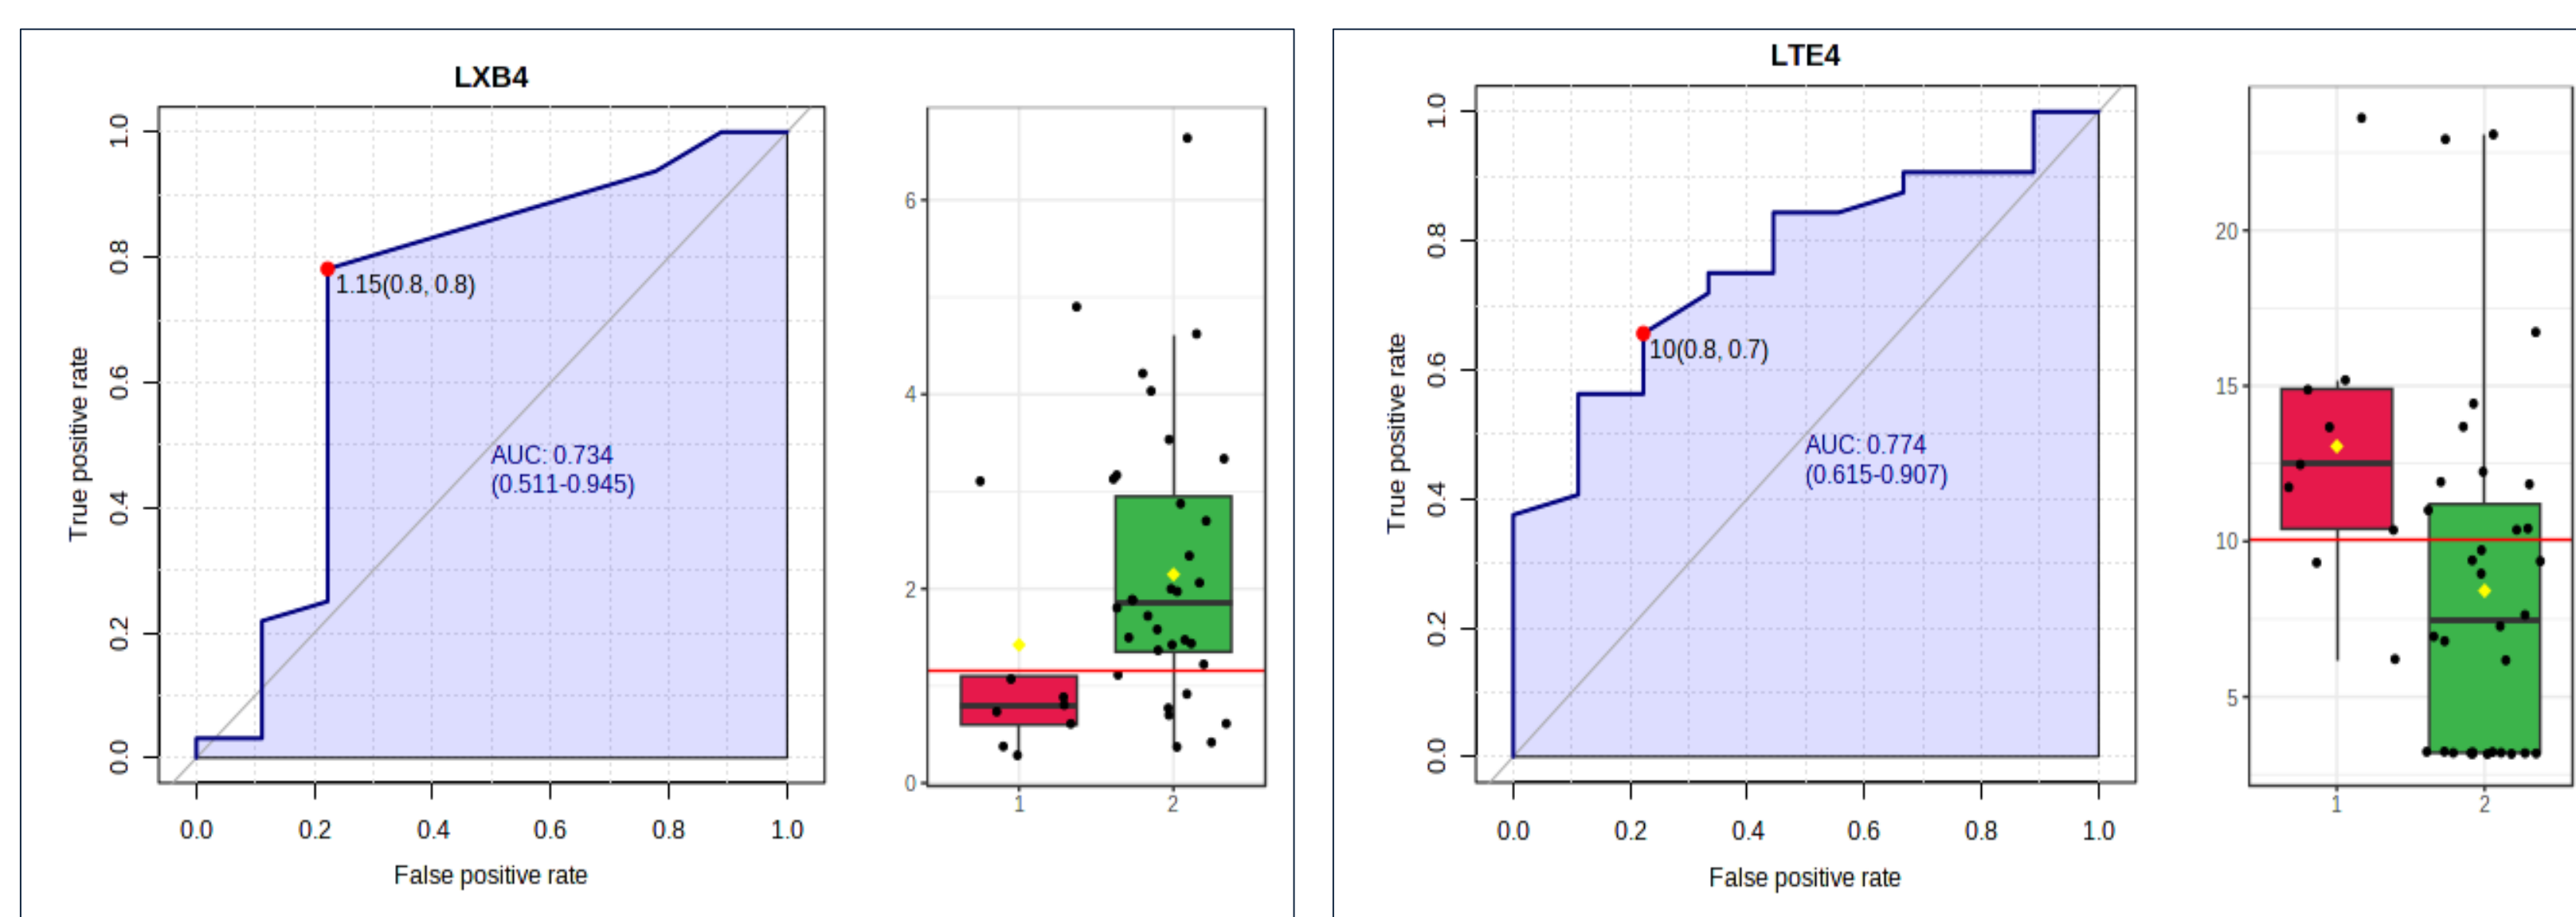 LXB4
1.0
0.8
0.6
0.4
0.2
0.0
True positive rate
1.15(0.8, 0.8)
AUC: 0.734
(0.511-0.945)
0.0 0.2 0.4 0.6 0.8 1.0
False positive rate
6
4
2
0
1 2
LTE4
1.0
0.8
0.6
0.4
0.2
0.0
True positive rate
10(0.8, 0.7)
AUC: 0.774
(0.615-0.907)
0.0 0.2 0.4 0.6 0.8 1.0
False positive rate
20
15
10
5
1 2